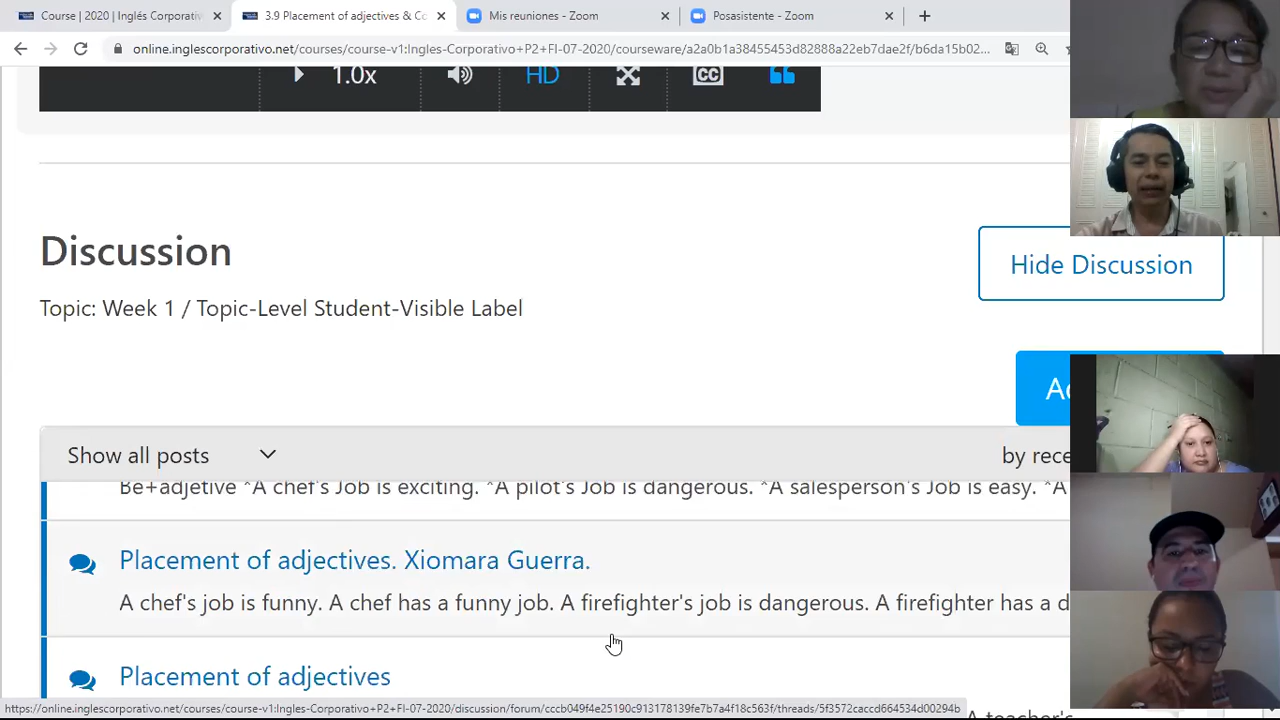 Course | 2020 | Inglés Corporativ
3.9 Placement of adjectives & Co
Mis reuniones - Zoom
Posasistente - Zoom
online.inglescorporativo.net/courses/course-v1:Ingles-Corporativo+P2+FI-07-2020/courseware/a2a0b1a38455453d82888a22eb7dae2f/b6da15b02...
1.0x
HD
CC
Discussion
Hide Discussion
Topic: Week 1 / Topic-Level Student-Visible Label
Show all posts
by rece
Be+adjetive *A chef's Job is exciting. *A pilot's Job is dangerous. *A salesperson's Job is easy. *A
Placement of adjectives. Xiomara Guerra.
A chef's job is funny. A chef has a funny job. A firefighter's job is dangerous. A firefighter has a d
Placement of adjectives
A teacher's
https://online.inglescorporativo.net/courses/course-v1:Ingles-Corporativo+P2+FI-07-2020/discussion/forum/cccb049f4e25190c913178139fe7b7a4f18c563f/threads/5f3572caccd664534d00294b